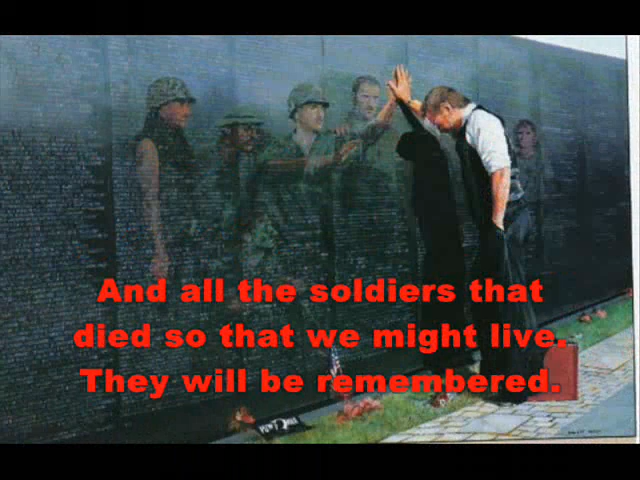 And all the soldiers that
died so that we might live.
They will be remembered.